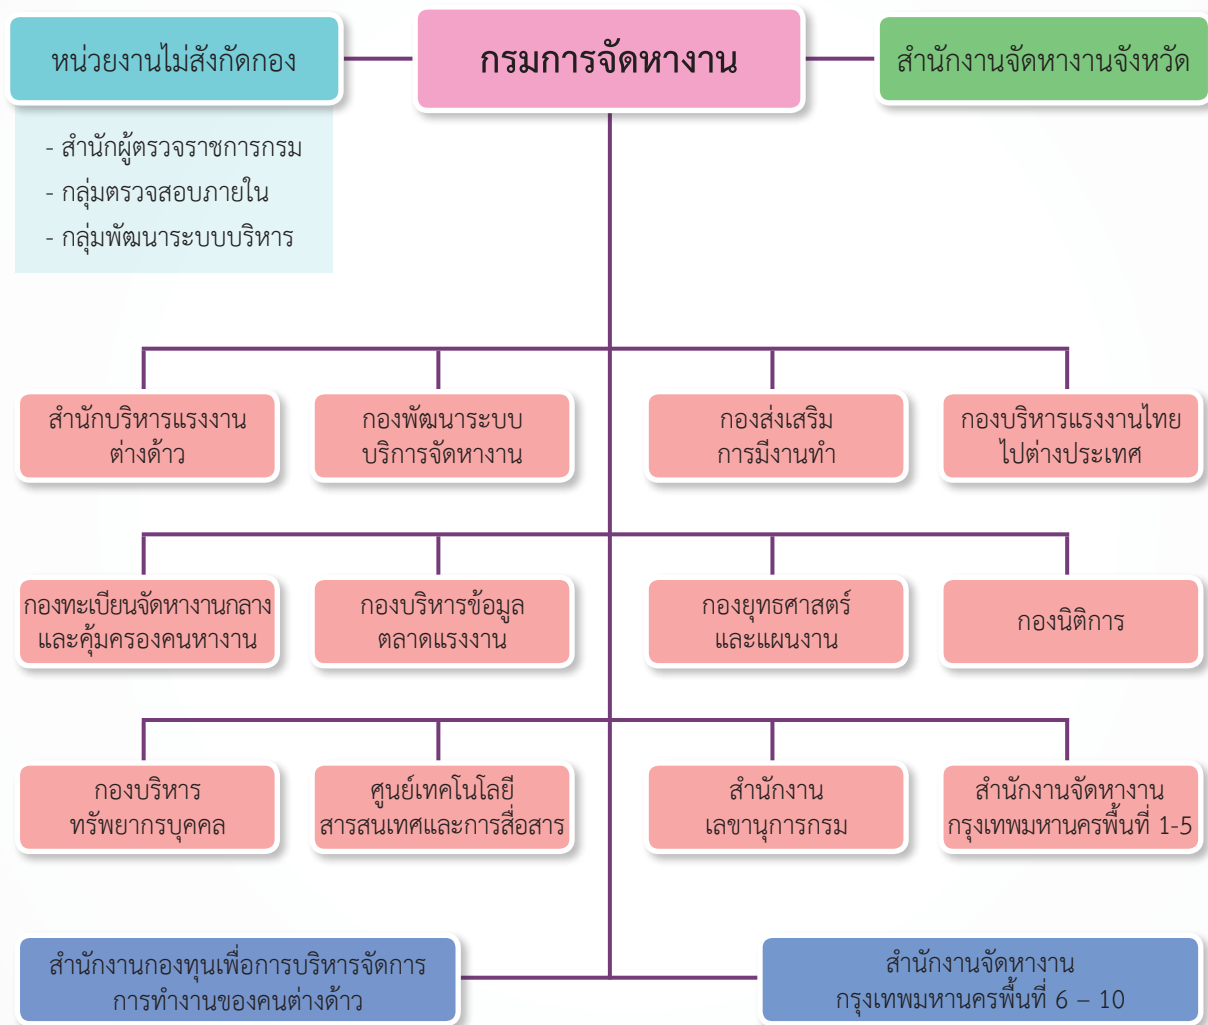 หน่วยงานไม่สังกัดกอง
กรมการจัดหางาน
สำนักงานจัดหางานจังหวัด
- สำนักผู้ตรวจราชการกรม
- กลุ่มตรวจสอบภายใน
- กลุ่มพัฒนาระบบบริหาร
สำนักบริหารแรงงาน
ต่างด้าว
กองพัฒนาระบบ
บริการจัดหางาน
กองส่งเสริม
การมีงานทำ
กองบริหารแรงงานไทย
ไปต่างประเทศ
กองทะเบียนจัดหางานกลาง
และคุ้มครองคนหางาน
กองบริหารข้อมูล
ตลาดแรงงาน
กองยุทธศาสตร์
และแผนงาน
กองนิติการ
กองบริหาร
ทรัพยากรบุคคล
ศูนย์เทคโนโลยี
สารสนเทศและการสื่อสาร
สำนักงาน
เลขานุการกรม
สำนักงานจัดหางาน
กรุงเทพมหานครพื้นที่ 1-5
สำนักงานกองทุนเพื่อการบริหารจัดการ
การทำงานของคนต่างด้าว
สำนักงานจัดหางาน
กรุงเทพมหานครพื้นที่ 6 – 10